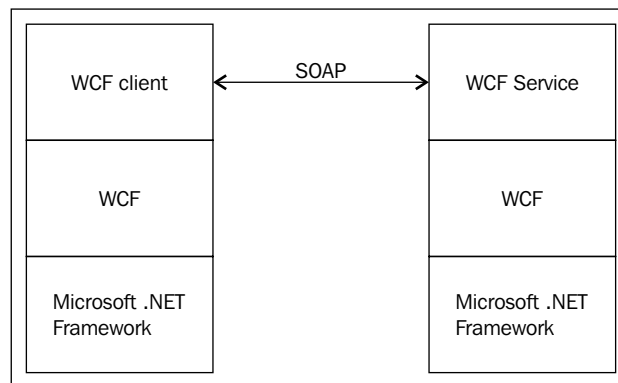 WCF client
SOAP
WCF Service
WCF
WCF
Microsoft .NET
Framework
Microsoft .NET
Framework